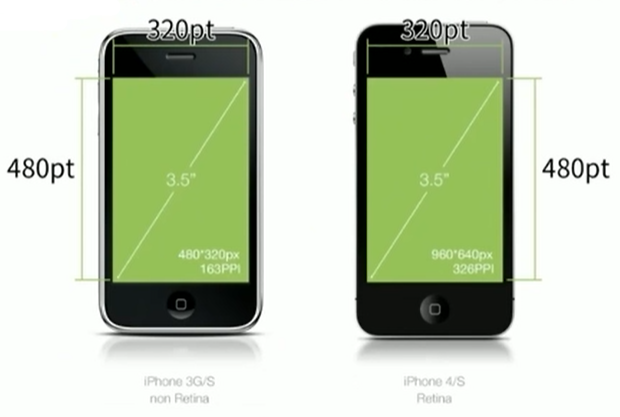 320pt
320pt
480pt
480pt
3.5"
3.5"
480*320px
163PPI
960*640px
326PPI
iPhone 3G/S
non Retina
iPhone 4/S
Retina